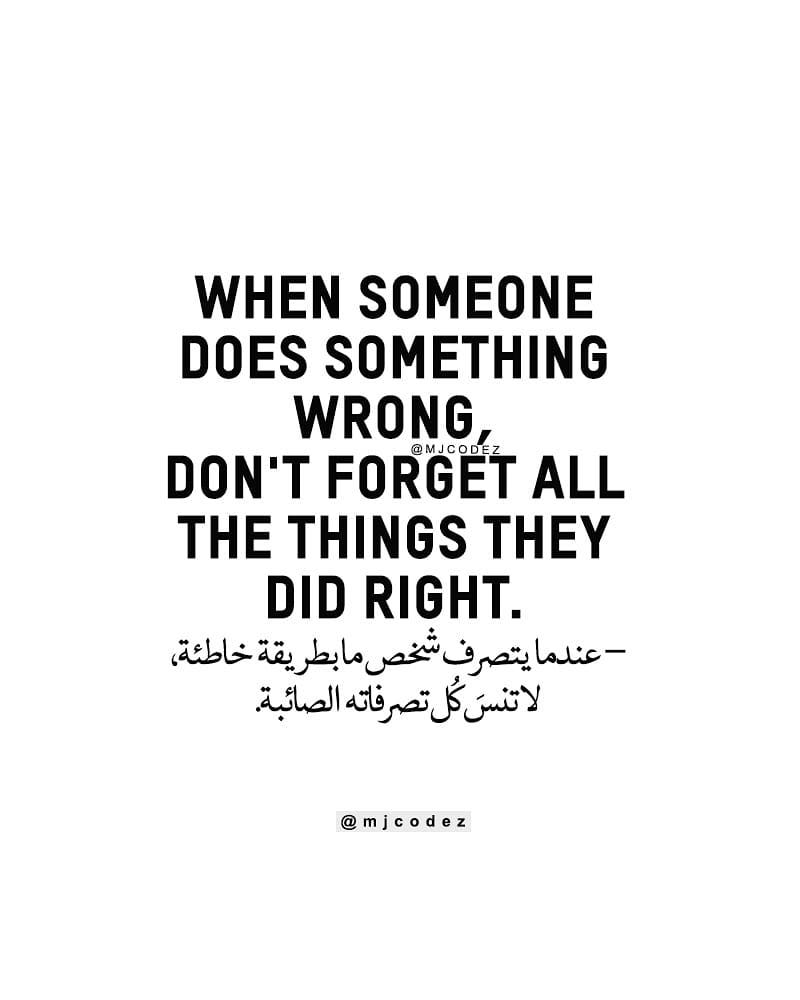 WHEN SOMEONE
DOES SOMETHING
WRONG,
@MJCODEZ
DON'T FORGET ALL
THE THINGS THEY
DID RIGHT.
– عندما يتصرف شخص ما بطريقة خاطئة،
لا تنسَ كُل تصرفاته الصائبة.
@mjcodez